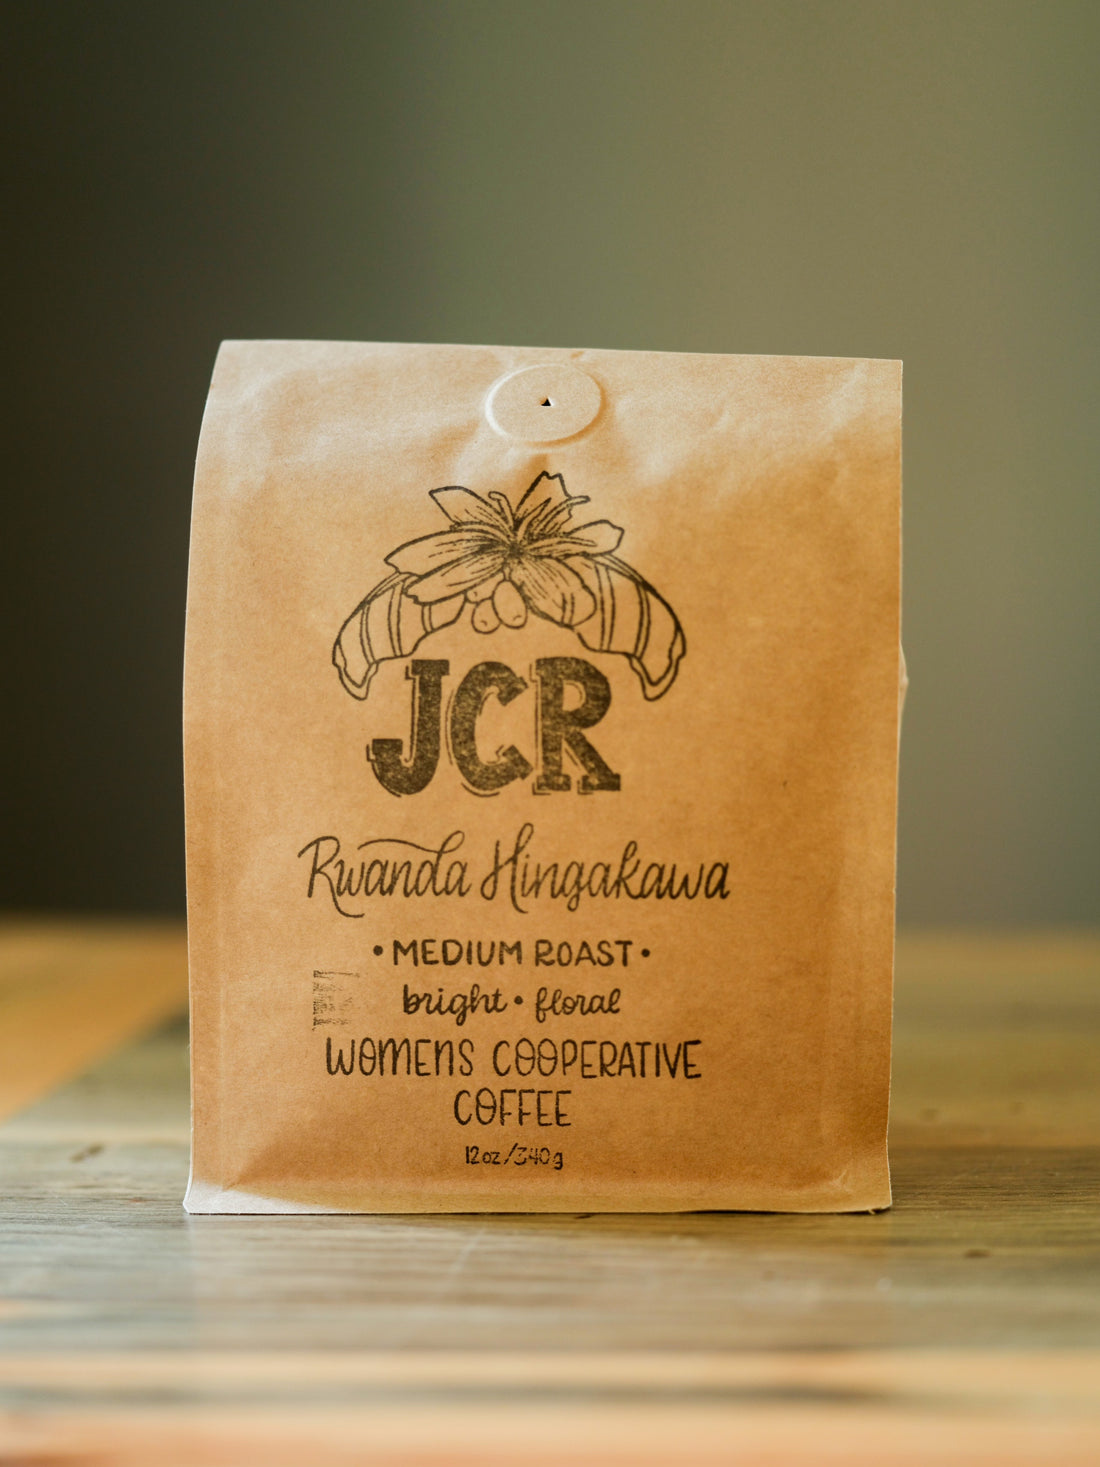 JCR
Rwanda Hingakawa
• MEDIUM ROAST •
bright • floral
WOMENS COOPERATIVE
COFFEE
12oz/340g